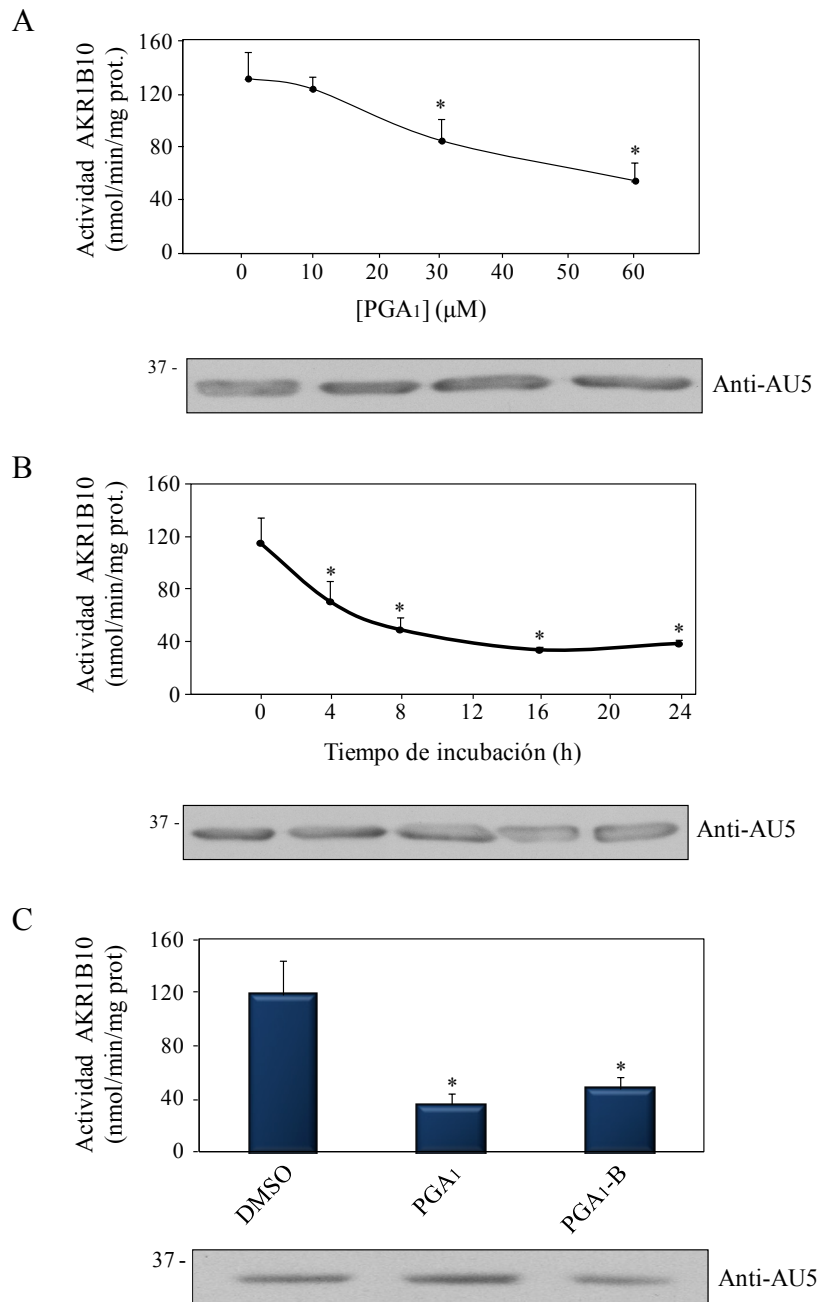 A
Actividad AKR1B10
(nmol/min/mg prot.)
160
120
80
40
0
*
*
0 10 20 30 40 50 60
[PGA1] (μM)
37 -
Anti-AU5
B
Actividad AKR1B10
(nmol/min/mg prot.)
160
120
80
40
0
*
*
*
*
0 4 8 12 16 20 24
Tiempo de incubación (h)
37 -
Anti-AU5
C
Actividad AKR1B10
(nmol/min/mg prot)
160
120
80
40
0
*
*
DMSO
PGA1
PGA1-B
37 -
Anti-AU5